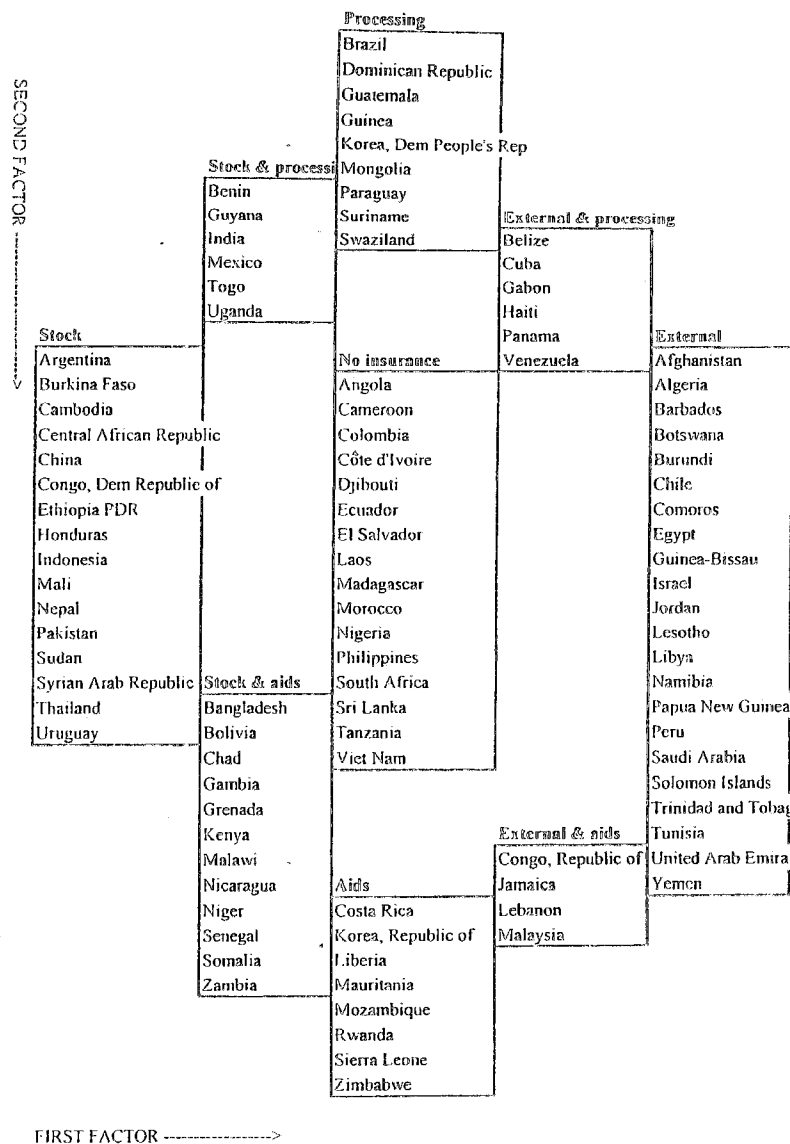 SECOND FACTOR ---------------------->
Processing
Brazil
Dominican Republic
Guatemala
Guinea
Korea, Dem People's Rep
Mongolia
Paraguay
Suriname
Swaziland
Stock & processi
Benin
Guyana
India
Mexico
Togo
Uganda
External & processing
Belize
Cuba
Gabon
Haiti
Panama
Venezuela
Stock
Argentina
Burkina Faso
Cambodia
Central African Republic
China
Congo, Dem Republic of
Ethiopia PDR
Honduras
Indonesia
Mali
Nepal
Pakistan
Sudan
Syrian Arab Republic
Thailand
Uruguay
No insurance
Angola
Cameroon
Colombia
Côte d'Ivoire
Djibouti
Ecuador
El Salvador
Laos
Madagascar
Morocco
Nigeria
Philippines
South Africa
Sri Lanka
Tanzania
Viet Nam
External
Afghanistan
Algeria
Barbados
Botswana
Burundi
Chile
Comoros
Egypt
Guinea-Bissau
Israel
Jordan
Lesotho
Libya
Namibia
Papua New Guinea
Peru
Saudi Arabia
Solomon Islands
Trinidad and Tobag
Tunisia
United Arab Emira
Yemen
Stock & aids
Bangladesh
Bolivia
Chad
Gambia
Grenada
Kenya
Malawi
Nicaragua
Niger
Senegal
Somalia
Zambia
External & aids
Congo, Republic of
Jamaica
Lebanon
Malaysia
Aids
Costa Rica
Korea, Republic of
Liberia
Mauritania
Mozambique
Rwanda
Sierra Leone
Zimbabwe
FIRST FACTOR ----------------->